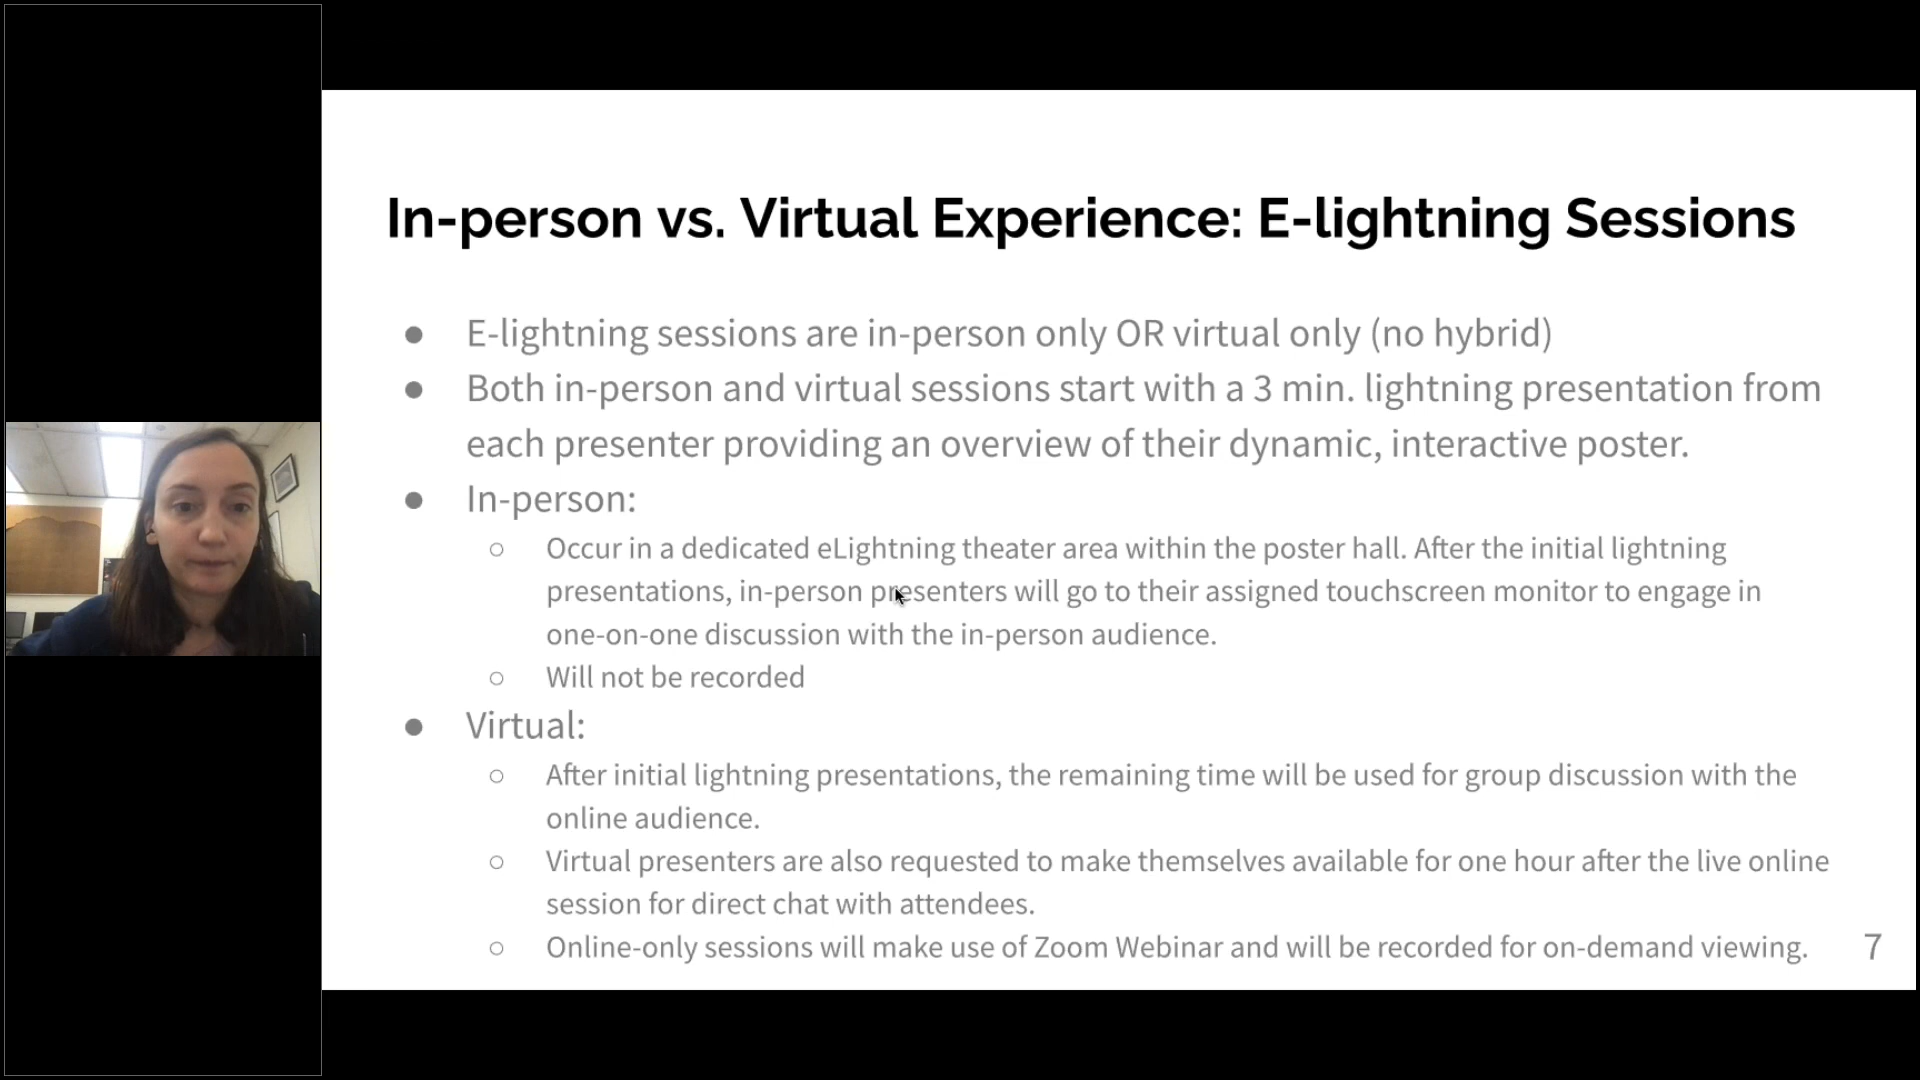 In-person vs. Virtual Experience: E-lightning Sessions
● E-lightning sessions are in-person only OR virtual only (no hybrid)
● Both in-person and virtual sessions start with a 3 min. lightning presentation from
each presenter providing an overview of their dynamic, interactive poster.
● In-person:
○ Occur in a dedicated eLightning theater area within the poster hall. After the initial lightning
presentations, in-person presenters will go to their assigned touchscreen monitor to engage in
one-on-one discussion with the in-person audience.
○ Will not be recorded
● Virtual:
○ After initial lightning presentations, the remaining time will be used for group discussion with the
online audience.
○ Virtual presenters are also requested to make themselves available for one hour after the live online
session for direct chat with attendees.
○ Online-only sessions will make use of Zoom Webinar and will be recorded for on-demand viewing.
7